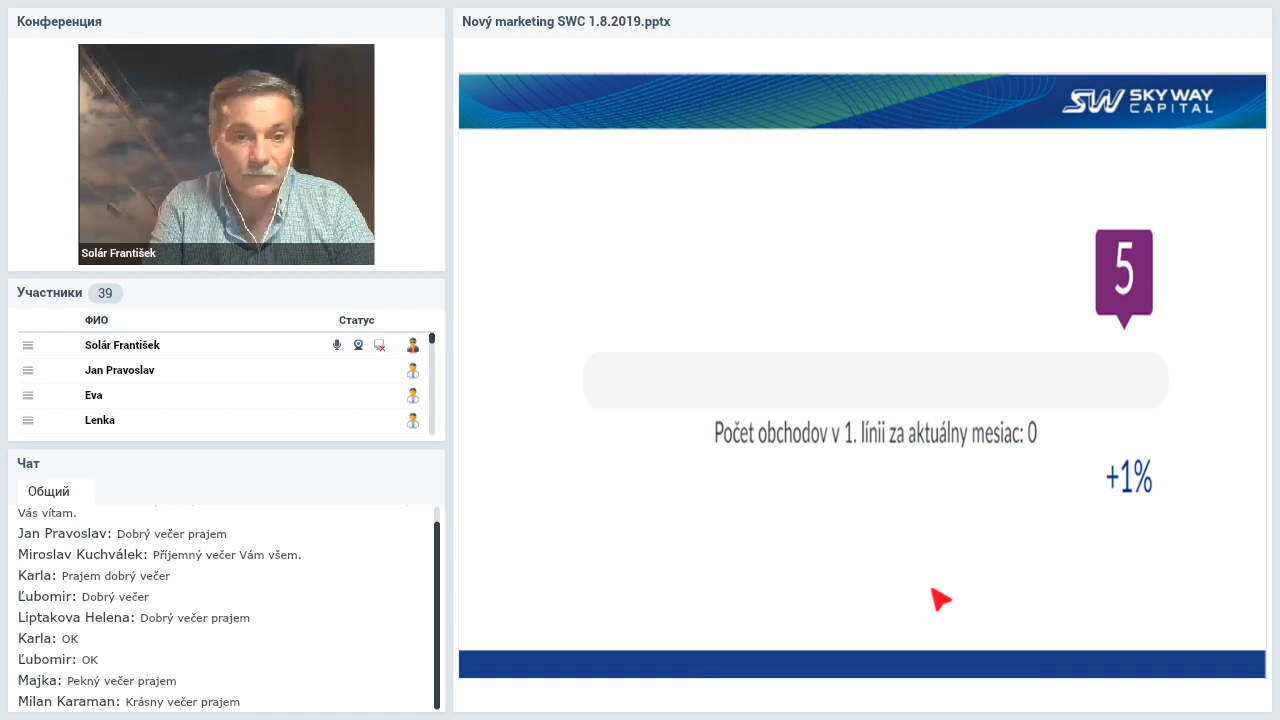 Конференция
Solár František
Участники 39
ФИО Статус
Solár František
Jan Pravoslav
Eva
Lenka
Чат
Общий
Vás vítam.
Jan Pravoslav: Dobrý večer prajem
Miroslav Kuchválek: Příjemný večer Vám všem.
Karla: Prajem dobrý večer
Ľubomir: Dobrý večer
Liptakova Helena: Dobrý večer prajem
Karla: OK
Ľubomir: OK
Majka: Pekný večer prajem
Milan Karaman: Krásny večer prajem
Nový marketing SWC 1.8.2019.pptx
SW SKY WAY
CAPITAL
5
Počet obchodov v 1. línii za aktuálny mesiac: 0
+1%